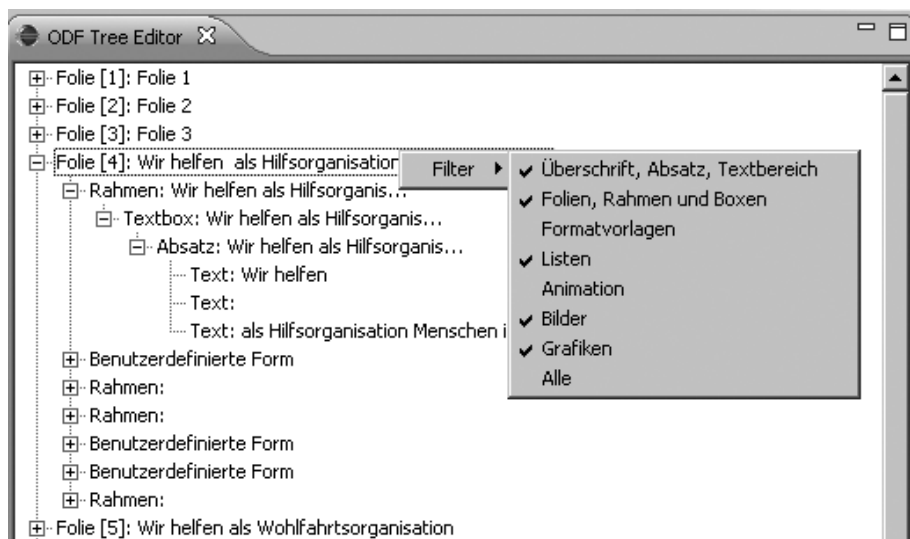 ODF Tree Editor
Folie [1]: Folie 1
Folie [2]: Folie 2
Folie [3]: Folie 3
Folie [4]: Wir helfen als Hilfsorganisation
Rahmen: Wir helfen als Hilfsorganis...
Textbox: Wir helfen als Hilfsorganis...
Absatz: Wir helfen als Hilfsorganis...
Text: Wir helfen
Text:
Text: als Hilfsorganisation Menschen i
Benutzerdefinierte Form
Rahmen:
Rahmen:
Benutzerdefinierte Form
Benutzerdefinierte Form
Rahmen:
Folie [5]: Wir helfen als Wohlfahrtsorganisation
Filter
Überschrift, Absatz, Textbereich
Folien, Rahmen und Boxen
Formatvorlagen
Listen
Animation
Bilder
Grafiken
Alle